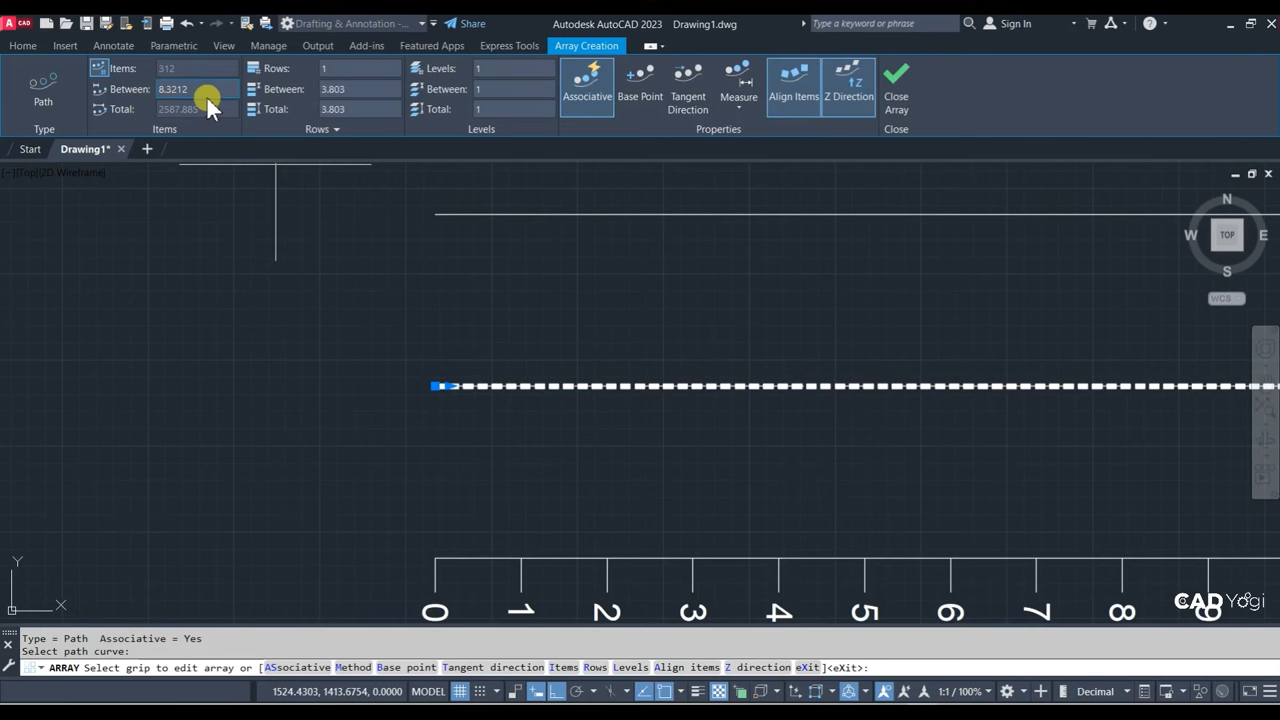 CAD
Drafting & Annotation -
Share
Autodesk AutoCAD 2023 Drawing1.dwg
Type a keyword or phrase
Sign In
Home Insert Annotate Parametric View Manage Output Add-ins Featured Apps Express Tools Array Creation
Items: 312 Rows: 1 Levels: 1
Between: 8.3212 Between: 3.803 Between: 1
Path Associative Base Point Tangent Direction Measure Align Items Z Direction Close Array
Total: 2587.885 Total: 3.803 Total: 1
Type Items Rows Levels Properties Close
Start Drawing1*
[−][Top][2D Wireframe]
N
W TOP E
S
WCS
0 1 2 3 4 5 6 7 8 9
CAD Yogi
Y
X
Type = Path Associative = Yes
Select path curve:
ARRAY Select grip to edit array or [ASsociative Method Base point Tangent direction Items Rows Levels Align items Z direction eXit]<eXit>:
1524.4303, 1413.6754, 0.0000 MODEL 1:1 / 100% Decimal